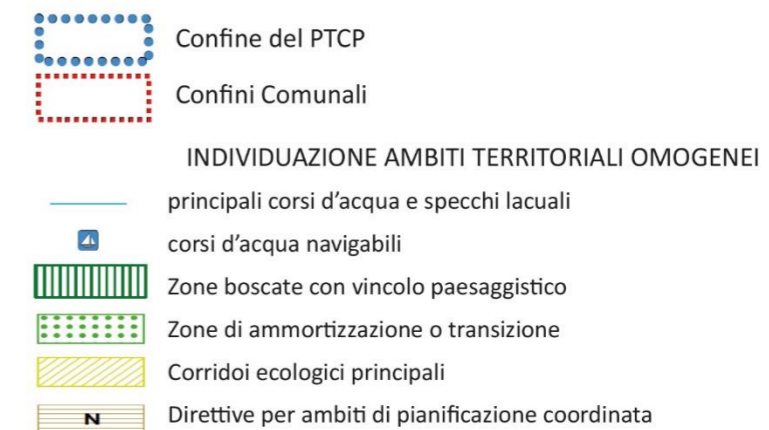 Confine del PTCP
Confini Comunali
INDIVIDUAZIONE AMBITI TERRITORIALI OMOGENEI
principali corsi d'acqua e specchi lacuali
corsi d'acqua navigabili
Zone boscate con vincolo paesaggistico
Zone di ammortizzazione o transizione
Corridoi ecologici principali
N Direttive per ambiti di pianificazione coordinata